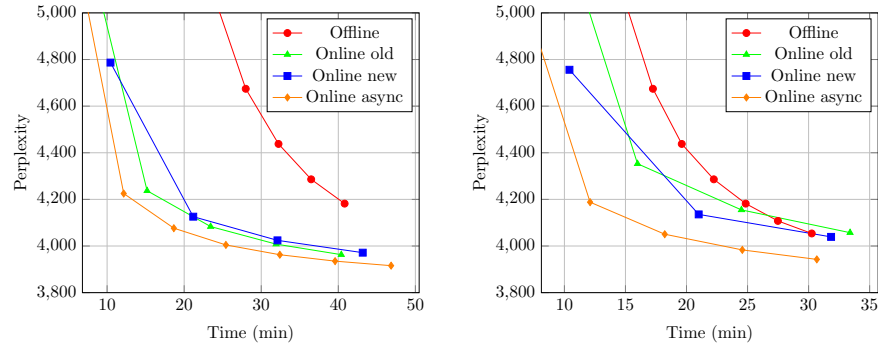 5,000
4,800
4,600
4,400
4,200
4,000
3,800
Perplexity
10
20
30
40
50
Time (min)
Offline
Online old
Online new
Online async
5,000
4,800
4,600
4,400
4,200
4,000
3,800
Perplexity
10
15
20
25
30
35
Time (min)
Offline
Online old
Online new
Online async